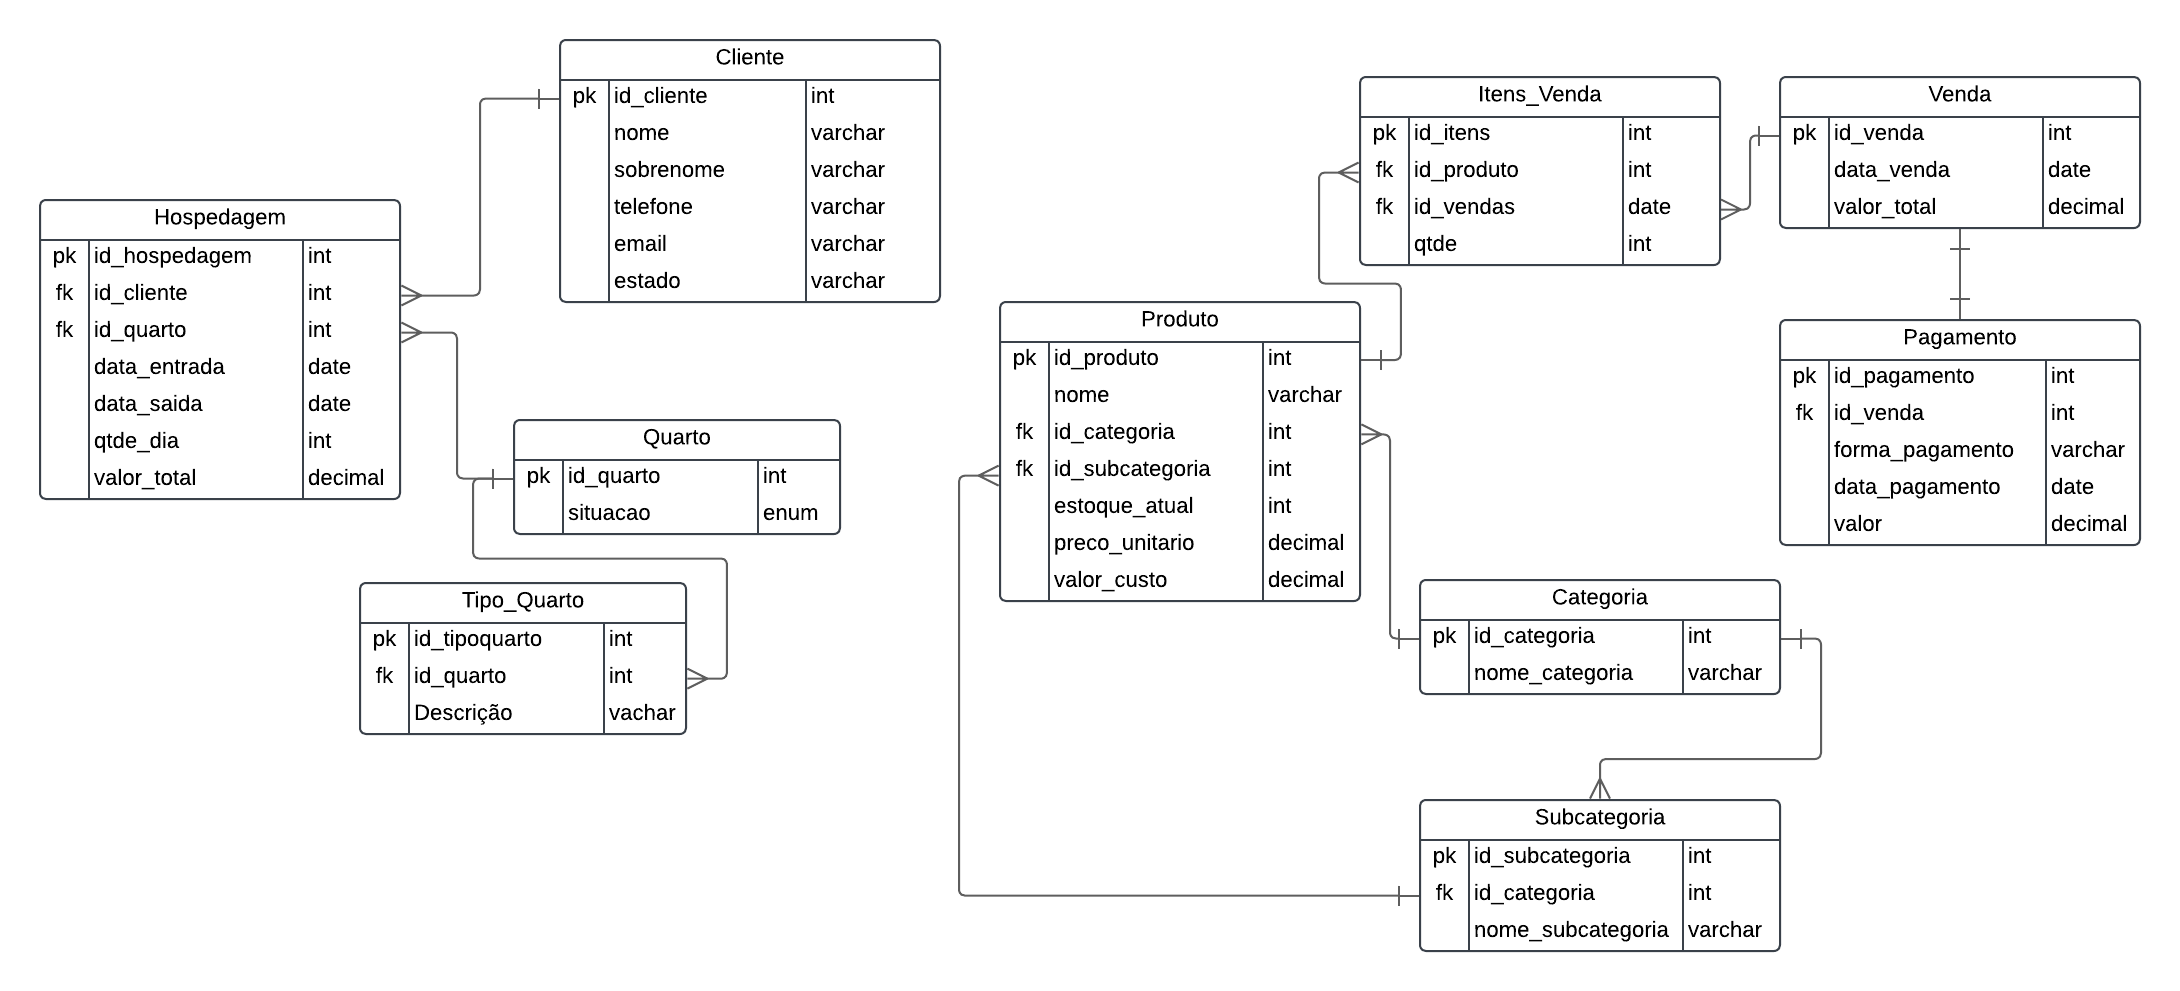 Cliente
pk id_cliente int
nome varchar
sobrenome varchar
telefone varchar
email varchar
estado varchar
Hospedagem
pk id_hospedagem int
fk id_cliente int
fk id_quarto int
data_entrada date
data_saida date
qtde_dia int
valor_total decimal
Quarto
pk id_quarto int
situacao enum
Tipo_Quarto
pk id_tipoquarto int
fk id_quarto int
Descrição vachar
Itens_Venda
pk id_itens int
fk id_produto int
fk id_vendas date
qtde int
Venda
pk id_venda int
data_venda date
valor_total decimal
Produto
pk id_produto int
nome varchar
fk id_categoria int
fk id_subcategoria int
estoque_atual int
preco_unitario decimal
valor_custo decimal
Pagamento
pk id_pagamento int
fk id_venda int
forma_pagamento varchar
data_pagamento date
valor decimal
Categoria
pk id_categoria int
nome_categoria varchar
Subcategoria
pk id_subcategoria int
fk id_categoria int
nome_subcategoria varchar